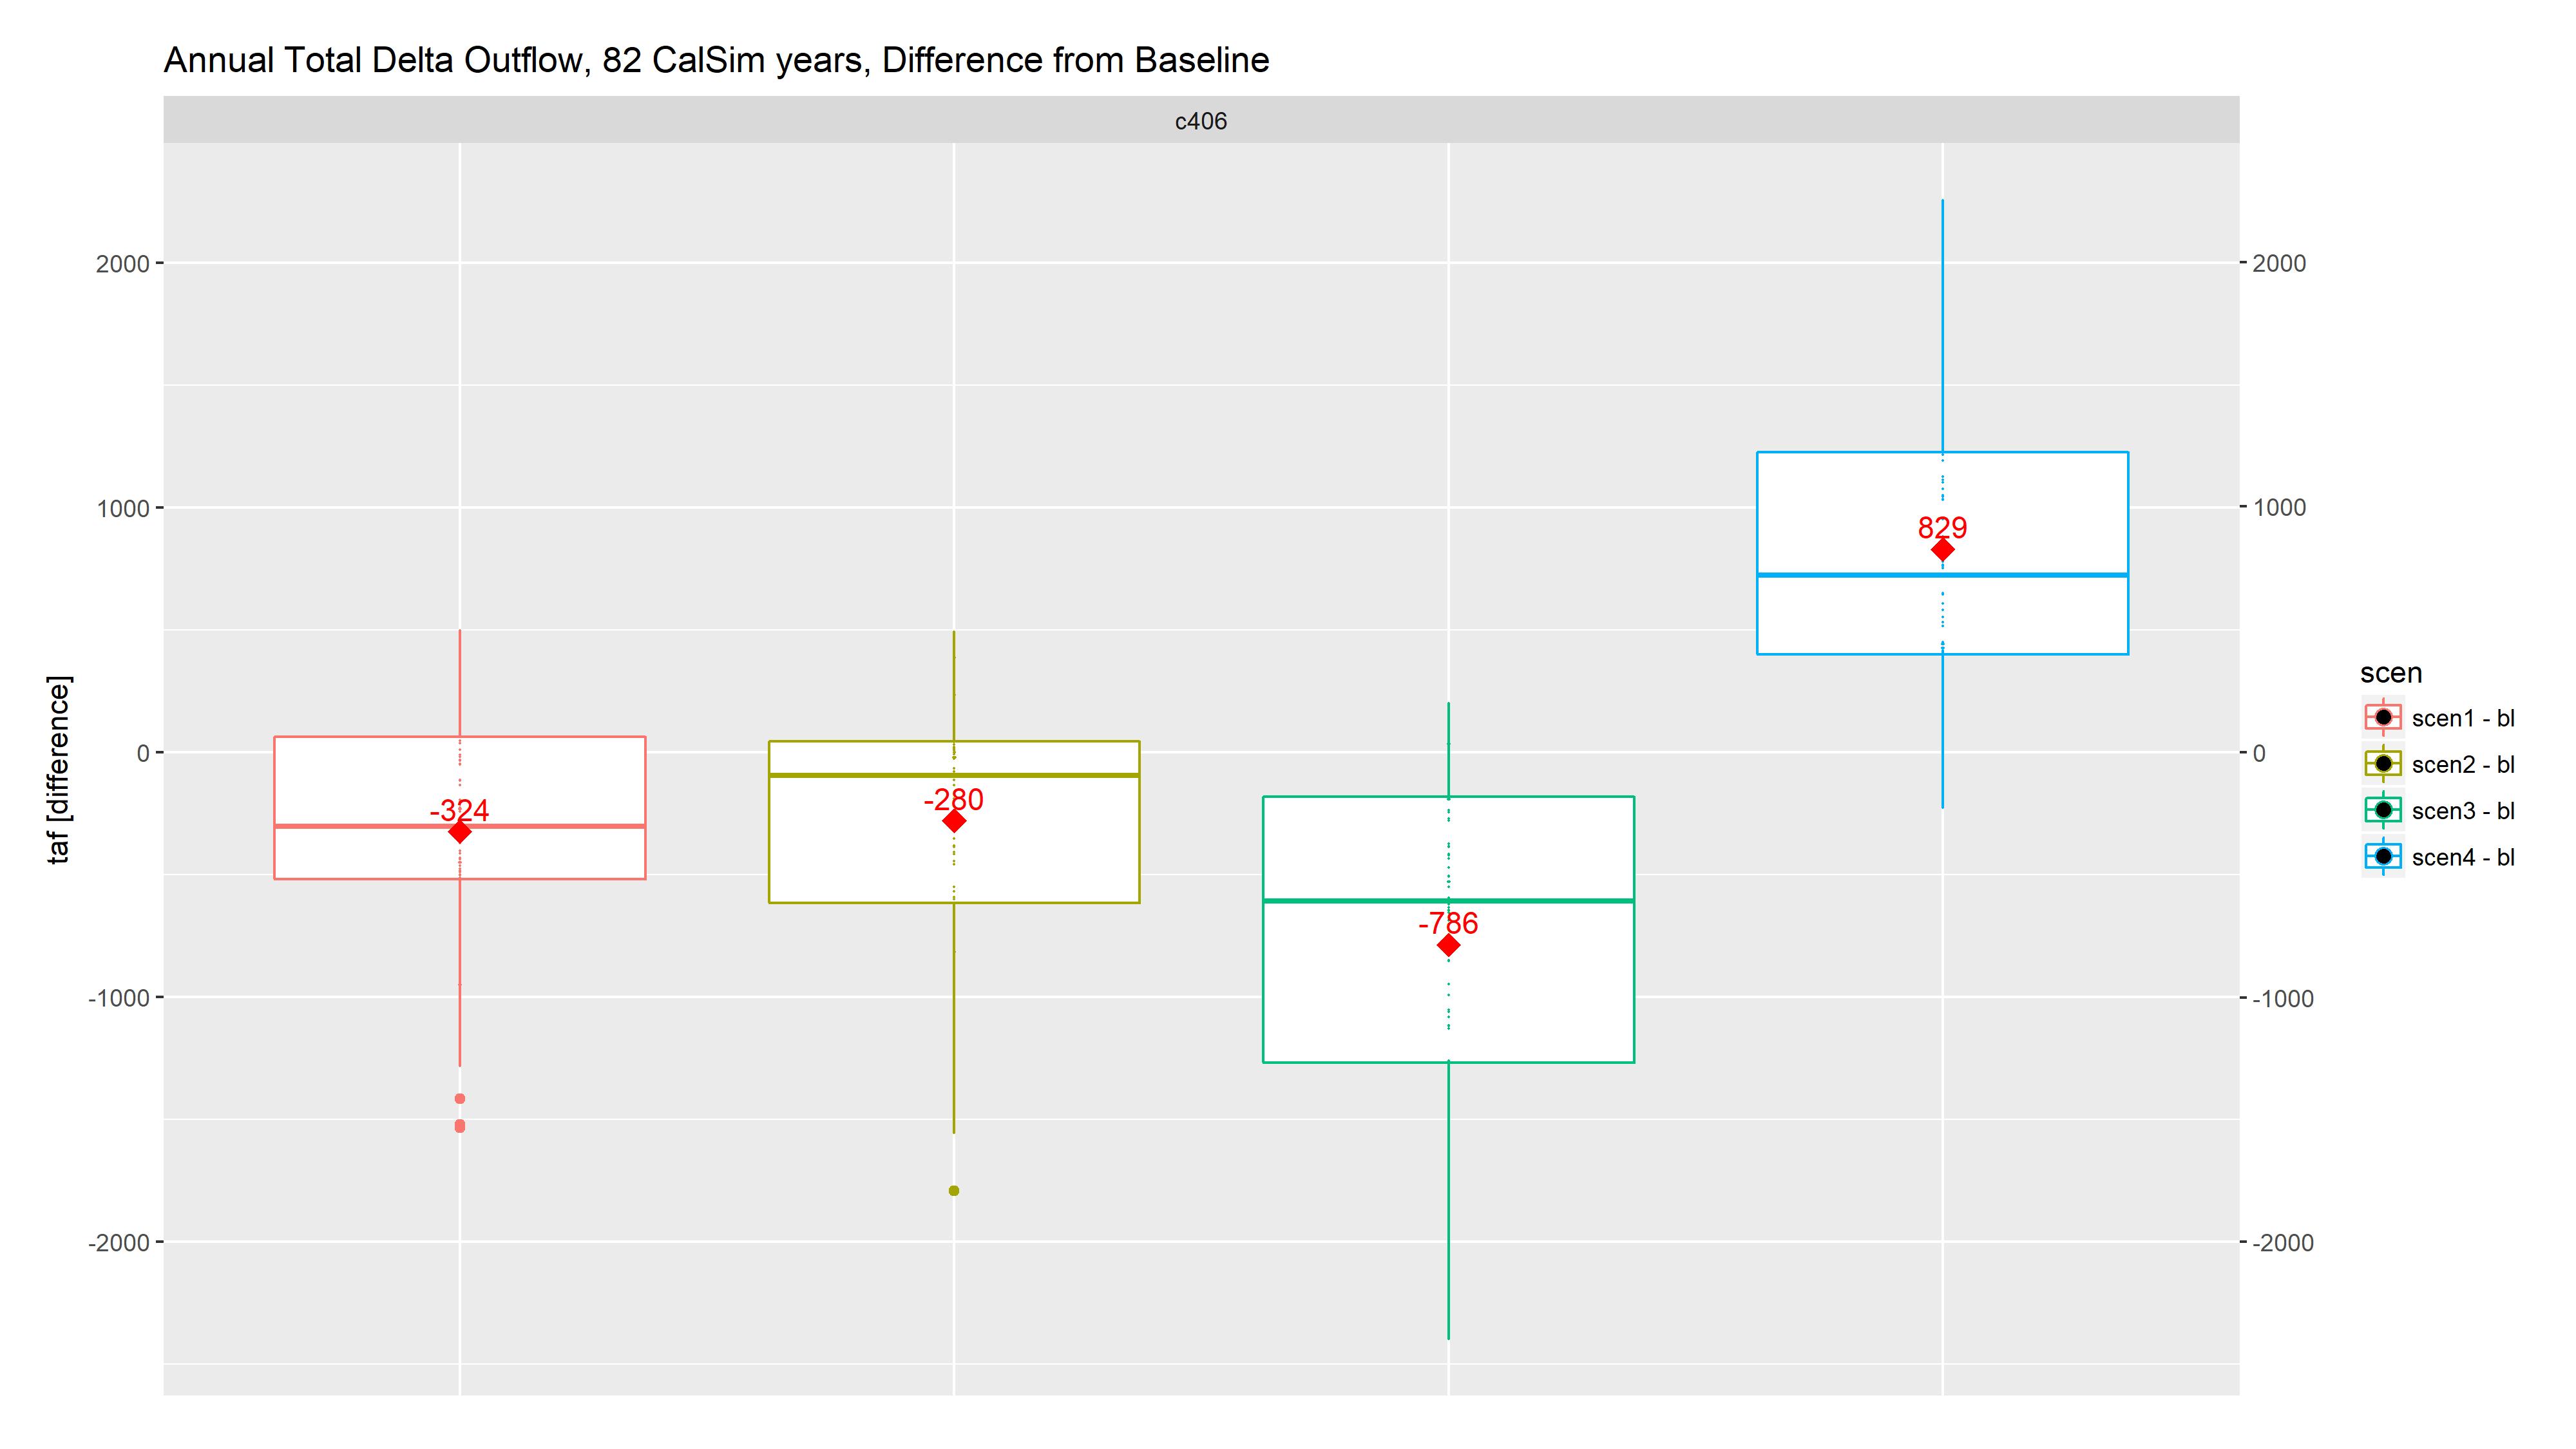 Annual Total Delta Outflow, 82 CalSim years, Difference from Baseline
c406
taf [difference]
2000
1000
0
-1000
-2000
-324
-280
-786
829
2000
1000
0
-1000
-2000
scen
scen1 - bl
scen2 - bl
scen3 - bl
scen4 - bl